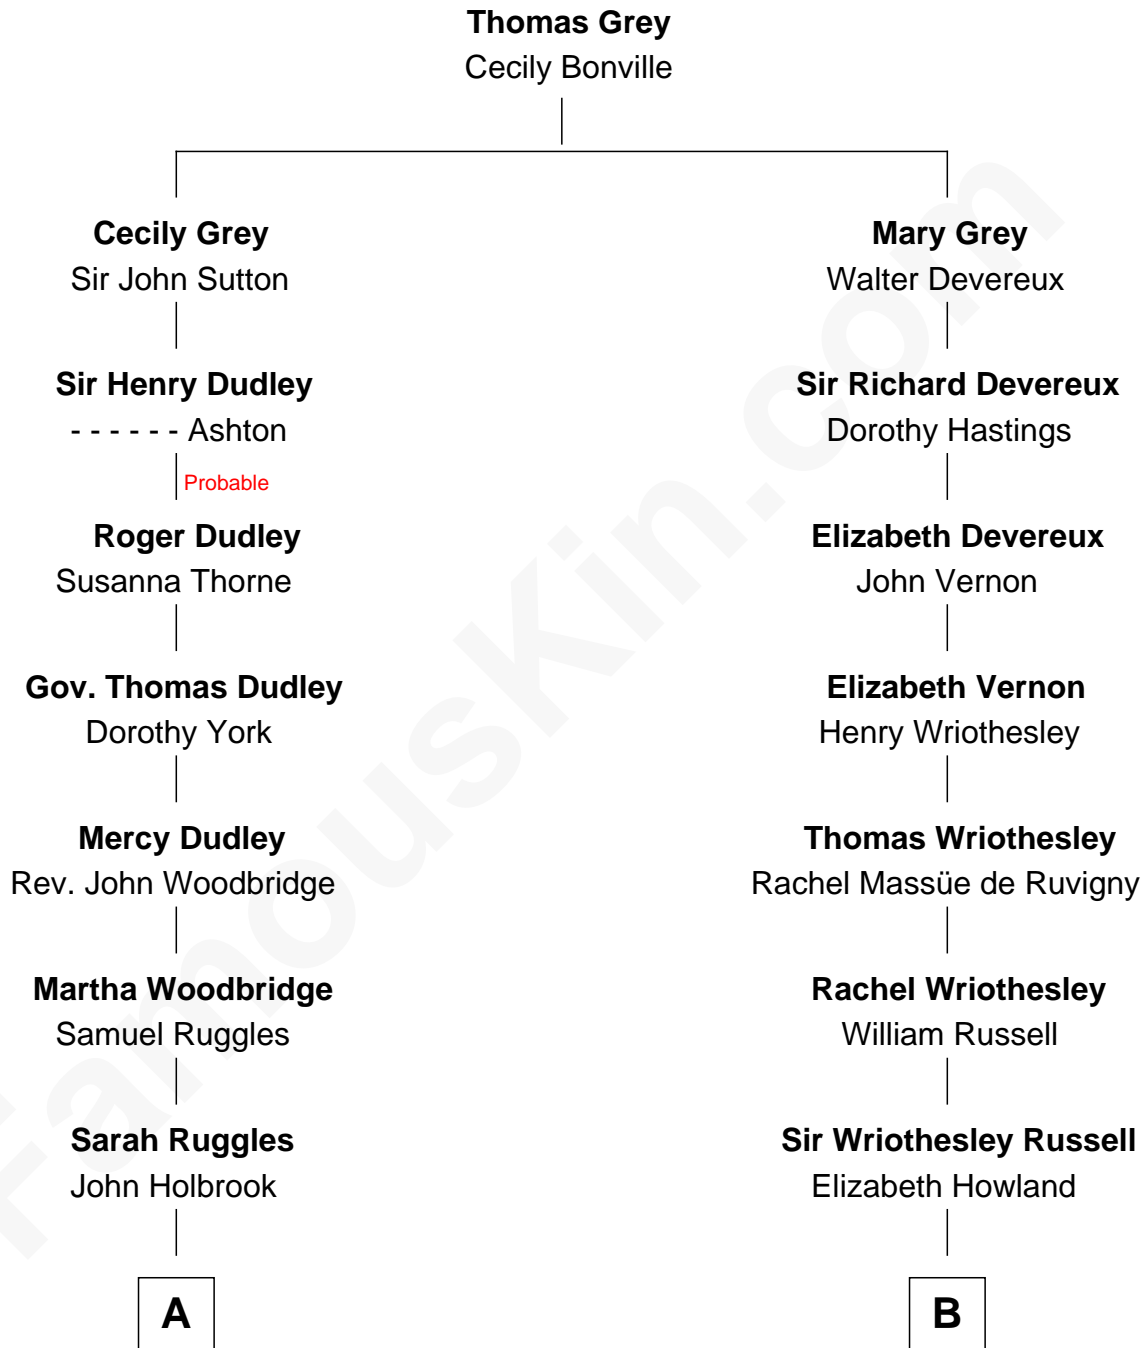 Thomas Grey
Cecily Bonville
Cecily Grey
Sir John Sutton
Sir Henry Dudley
- - - - - - Ashton
Probable
Roger Dudley
Susanna Thorne
Gov. Thomas Dudley
Dorothy York
Mercy Dudley
Rev. John Woodbridge
Martha Woodbridge
Samuel Ruggles
Sarah Ruggles
John Holbrook
A
Mary Grey
Walter Devereux
Sir Richard Devereux
Dorothy Hastings
Elizabeth Devereux
John Vernon
Elizabeth Vernon
Henry Wriothesley
Thomas Wriothesley
Rachel Massüe de Ruvigny
Rachel Wriothesley
William Russell
Sir Wriothesley Russell
Elizabeth Howland
B
FamousKin.com